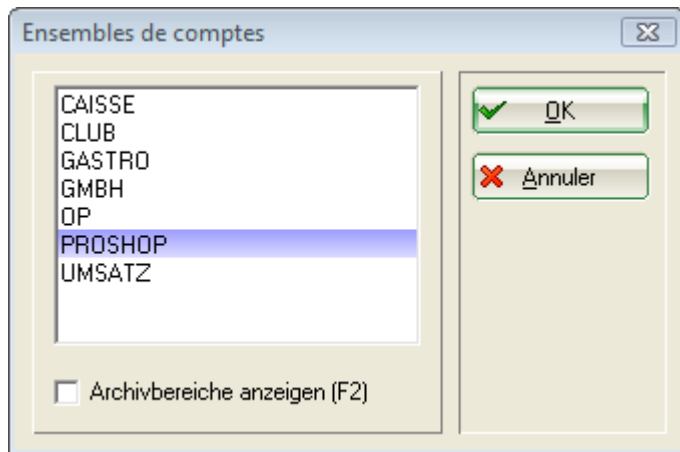 Ensembles de comptes
CAISSE
CLUB
GASTRO
GMBH
OP
PROSHOP
UMSATZ
Archivbereiche anzeigen (F2)
OK
Annuler